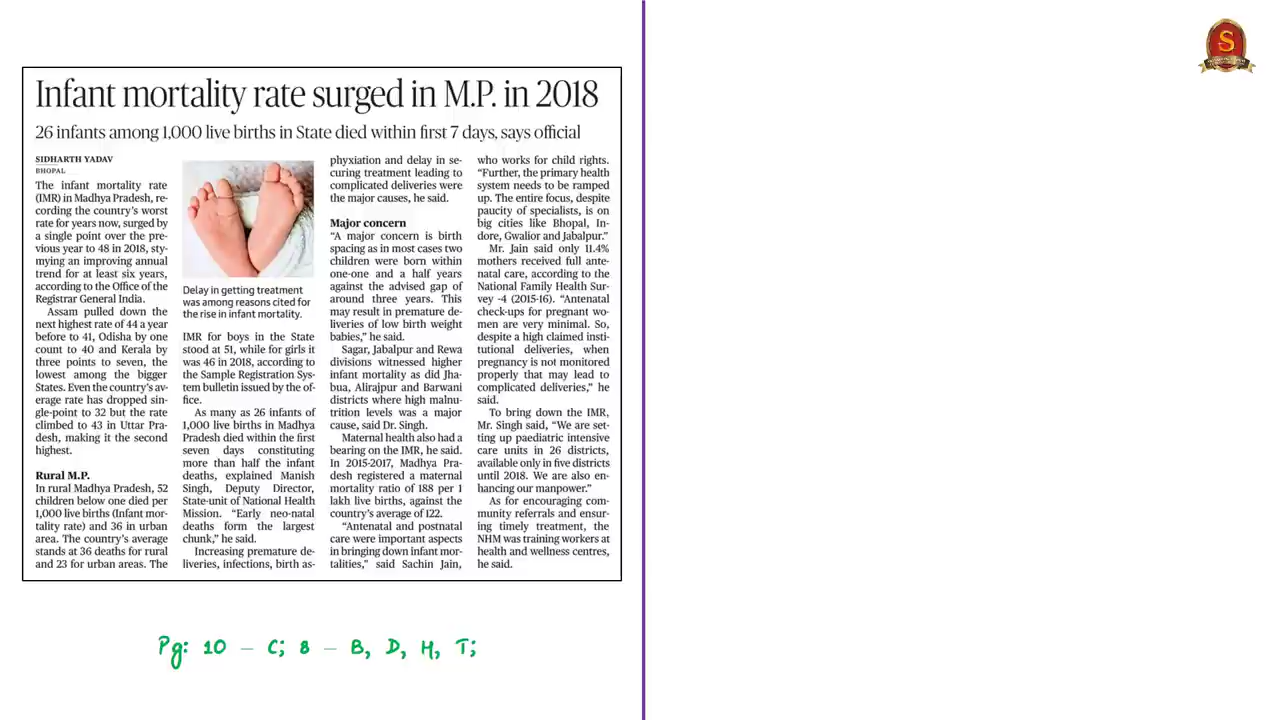 Infant mortality rate surged in M.P. in 2018
26 infants among 1,000 live births in State died within first 7 days, says official
SIDHARTH YADAV
BHOPAL
The infant mortality rate
(IMR) in Madhya Pradesh, re-
cording the country's worst
rate for years now, surged by
a single point over the pre-
vious year to 48 in 2018, sty-
mying an improving annual
trend for at least six years,
according to the Office of the
Registrar General India.
Assam pulled down the
next highest rate of 44 a year
before to 41, Odisha by one
count to 40 and Kerala by
three points to seven, the
lowest among the bigger
States. Even the country's av-
erage rate has dropped sin-
gle-point to 32 but the rate
climbed to 43 in Uttar Pra-
desh, making it the second
highest.
Rural M.P.
In rural Madhya Pradesh, 52
children below one died per
1,000 live births (Infant mor-
tality rate) and 36 in urban
area. The country's average
stands at 36 deaths for rural
and 23 for urban areas. The
Delay in getting treatment
was among reasons cited for
the rise in infant mortality.
IMR for boys in the State
stood at 51, while for girls it
was 46 in 2018, according to
the Sample Registration Sys-
tem bulletin issued by the of-
fice.
As many as 26 infants of
1,000 live births in Madhya
Pradesh died within the first
seven days constituting
more than half the infant
deaths, explained Manish
Singh, Deputy Director,
State-unit of National Health
Mission. "Early neo-natal
deaths form the largest
chunk," he said.
Increasing premature de-
liveries, infections, birth as-
phyxiation and delay in se-
curing treatment leading to
complicated deliveries were
the major causes, he said.
Major concern
"A major concern is birth
spacing as in most cases two
children were born within
one-one and a half years
against the advised gap of
around three years. This
may result in premature de-
liveries of low birth weight
babies," he said.
Sagar, Jabalpur and Rewa
divisions witnessed higher
infant mortality as did Jha-
bua, Alirajpur and Barwani
districts where high malnu-
trition levels was a major
cause, said Dr. Singh.
Maternal health also had a
bearing on the IMR, he said.
In 2015-2017, Madhya Pra-
desh registered a maternal
mortality ratio of 188 per 1
lakh live births, against the
country's average of 122.
"Antenatal and postnatal
care were important aspects
in bringing down infant mor-
talities," said Sachin Jain,
who works for child rights.
"Further, the primary health
system needs to be ramped
up. The entire focus, despite
paucity of specialists, is on
big cities like Bhopal, In-
dore, Gwalior and Jabalpur."
Mr. Jain said only 11.4%
mothers received full ante-
natal care, according to the
National Family Health Sur-
vey -4 (2015-16). "Antenatal
check-ups for pregnant wo-
men are very minimal. So,
despite a high claimed insti-
tutional deliveries, when
pregnancy is not monitored
properly that may lead to
complicated deliveries," he
said.
To bring down the IMR,
Mr. Singh said, "We are set-
ting up paediatric intensive
care units in 26 districts,
available only in five districts
until 2018. We are also en-
hancing our manpower."
As for encouraging com-
munity referrals and ensur-
ing timely treatment, the
NHM was training workers at
health and wellness centres,
he said.
Pg: 10 – C; 8 – B, D, H, T;
S